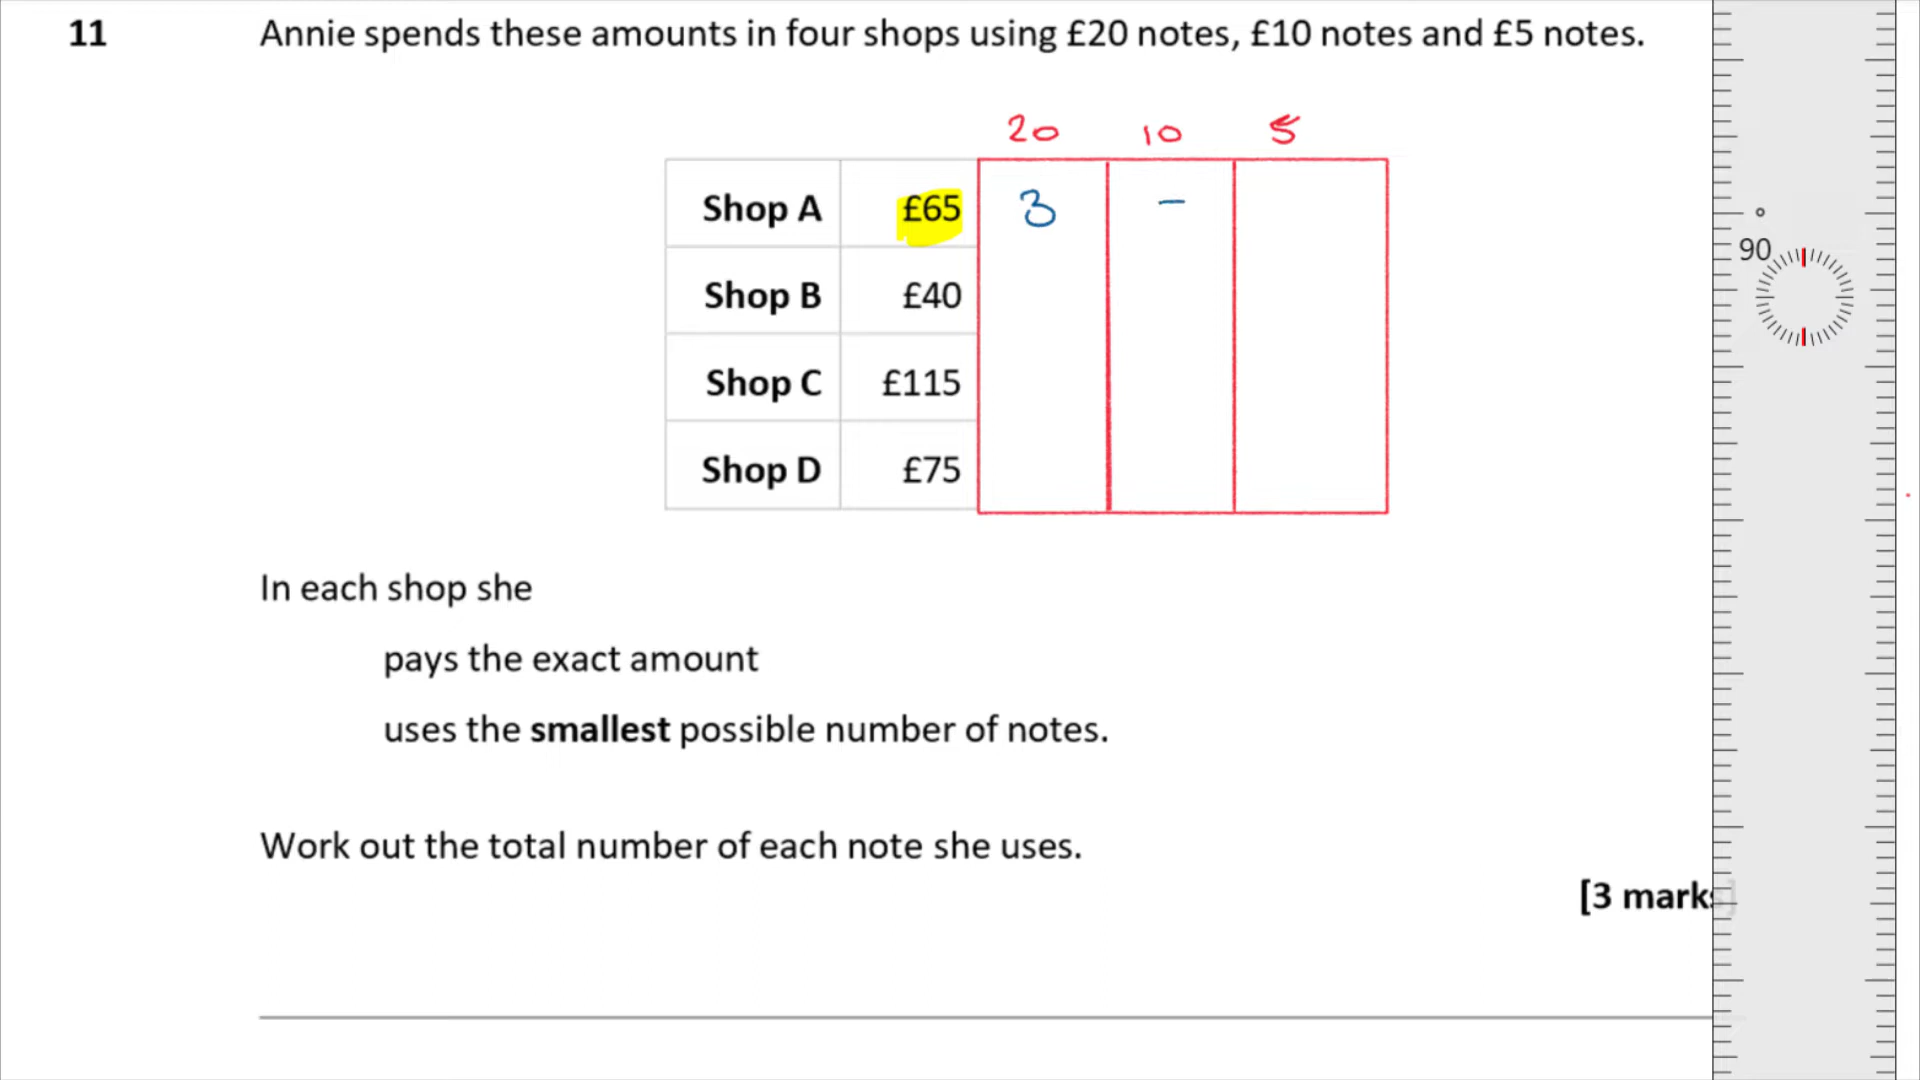 11 Annie spends these amounts in four shops using £20 notes, £10 notes and £5 notes.
20 10 5
Shop A £65 3 –
Shop B £40
Shop C £115
Shop D £75
In each shop she
pays the exact amount
uses the smallest possible number of notes.
Work out the total number of each note she uses.
[3 marks]
°
90